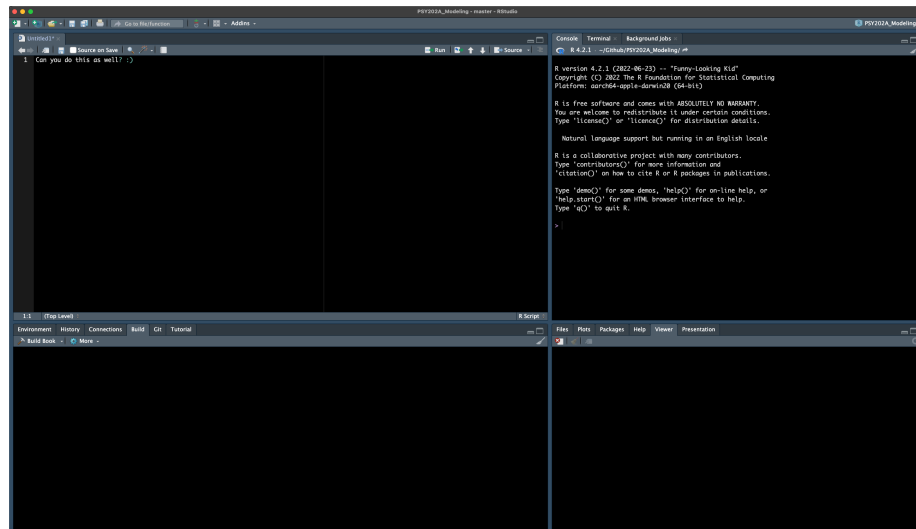 PSY202A_Modeling - master - RStudio
Go to file/function
Addins
PSY202A_Modeling
Untitled1*
Source on Save
Run
Source
1 Can you do this as well? :)
1:1 (Top Level) R Script
Console Terminal Background Jobs
R 4.2.1 · ~/Github/PSY202A_Modeling/
R version 4.2.1 (2022-06-23) -- "Funny-Looking Kid"
Copyright (C) 2022 The R Foundation for Statistical Computing
Platform: aarch64-apple-darwin20 (64-bit)
R is free software and comes with ABSOLUTELY NO WARRANTY.
You are welcome to redistribute it under certain conditions.
Type 'license()' or 'licence()' for distribution details.
Natural language support but running in an English locale
R is a collaborative project with many contributors.
Type 'contributors()' for more information and
'citation()' on how to cite R or R packages in publications.
Type 'demo()' for some demos, 'help()' for on-line help, or
'help.start()' for an HTML browser interface to help.
Type 'q()' to quit R.
>
Environment History Connections Build Git Tutorial
Build Book More
Files Plots Packages Help Viewer Presentation